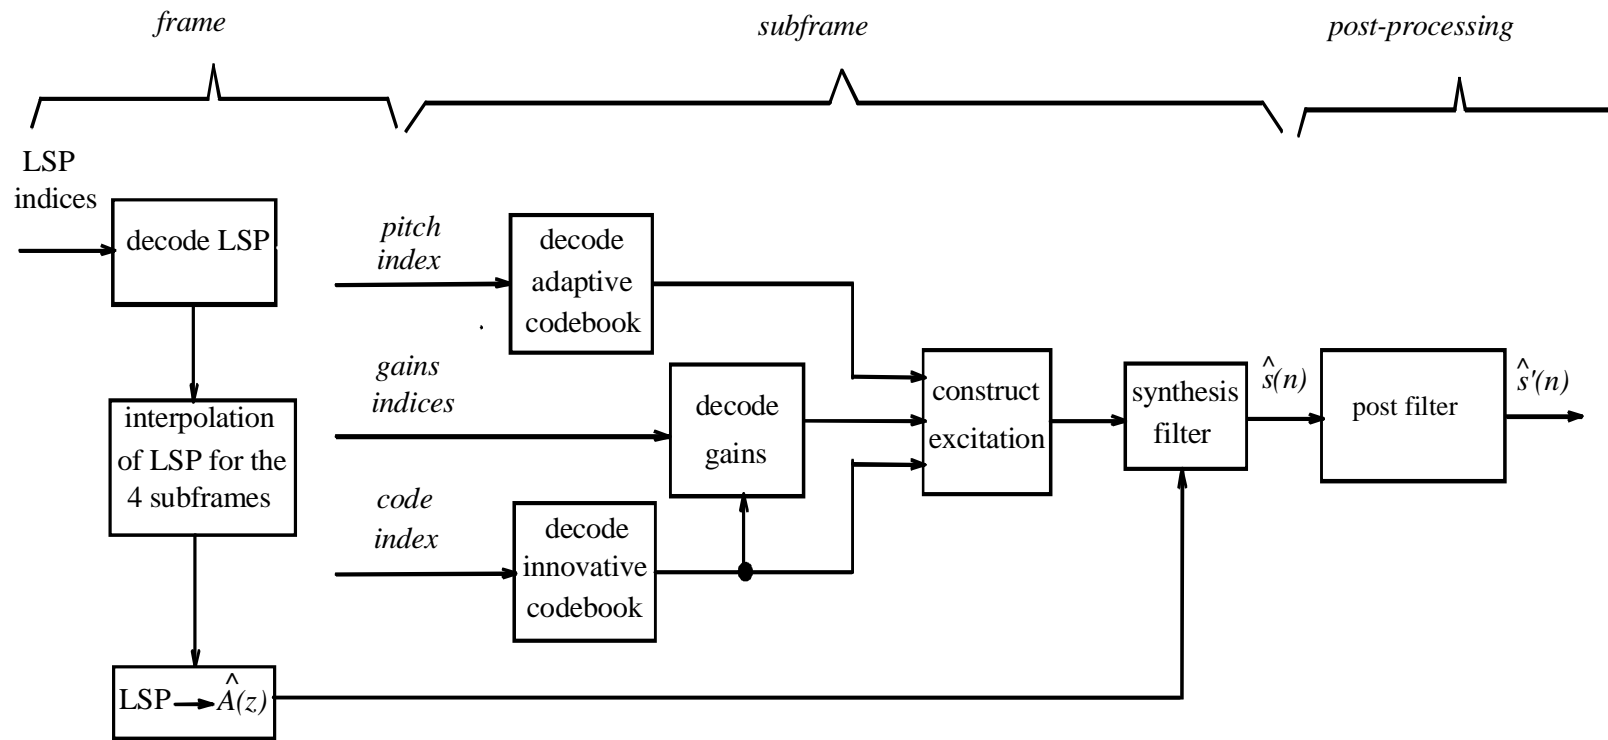 frame
subframe
post-processing
LSP
indices
decode LSP
interpolation
of LSP for the
4 subframes
LSP → Â(z)
pitch
index
decode
adaptive
codebook
gains
indices
decode
gains
code
index
decode
innovative
codebook
construct
excitation
synthesis
filter
ŝ(n)
post filter
ŝ'(n)